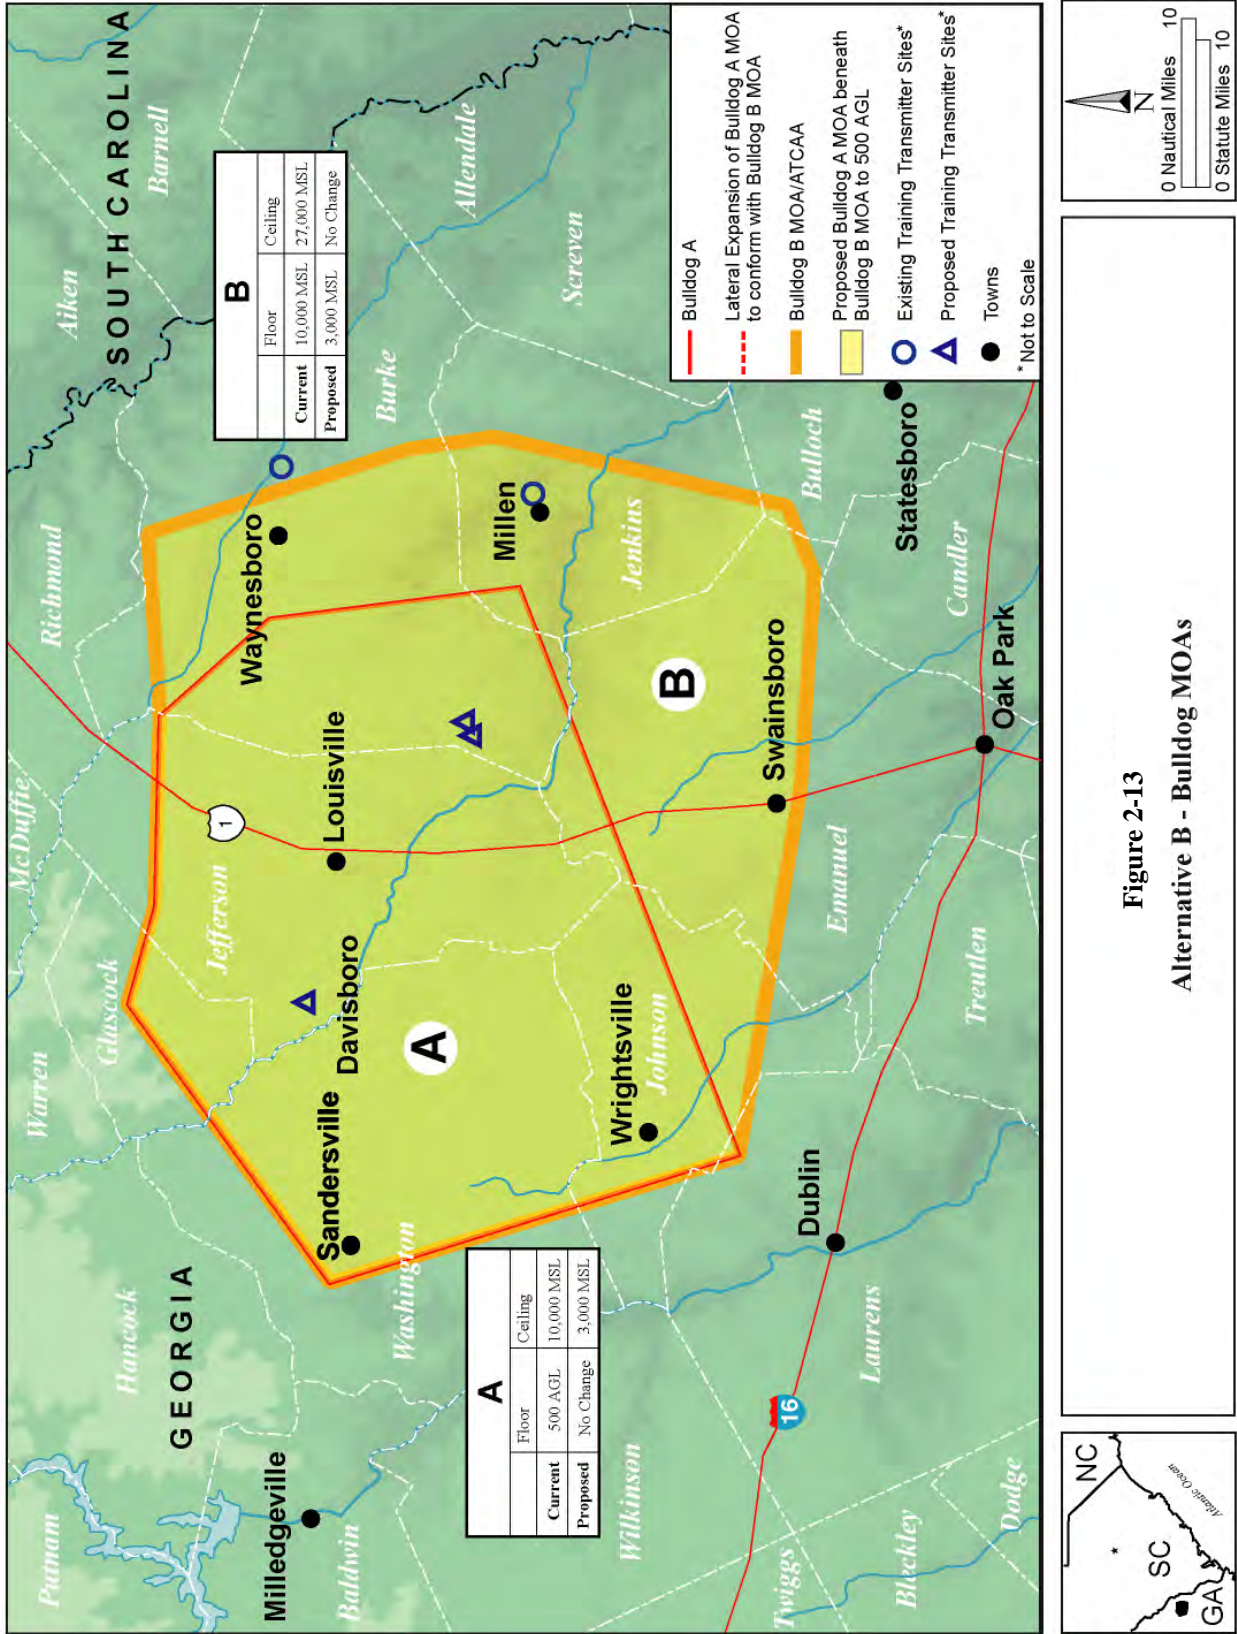 Putnam
Hancock
Warren
McDuffie
Glascock
Richmond
Aiken
Barnell
SOUTH CAROLINA
GEORGIA
Milledgeville
Baldwin
Washington
Sandersville
Davisboro
Jefferson
1
Louisville
Waynesboro
Burke
Allendale
Screven
Millen
Jenkins
A
B
Wrightsville
Johnson
Swainsboro
Emanuel
Bulloch
Statesboro
Candler
Oak Park
Treutlen
Dublin
Laurens
16
Wilkinson
Twiggs
Bleckley
Dodge
A
Floor Ceiling
Current 500 AGL 10,000 MSL
Proposed No Change 3,000 MSL
B
Floor Ceiling
Current 10,000 MSL 27,000 MSL
Proposed 3,000 MSL No Change
Bulldog A
Lateral Expansion of Bulldog A MOA
to conform with Bulldog B MOA
Bulldog B MOA/ATCAA
Proposed Bulldog A MOA beneath
Bulldog B MOA to 500 AGL
Existing Training Transmitter Sites*
Proposed Training Transmitter Sites*
Towns
* Not to Scale
NC
SC
GA
Atlantic Ocean
*
Figure 2-13
Alternative B - Bulldog MOAs
N
0 Nautical Miles 10
0 Statute Miles 10